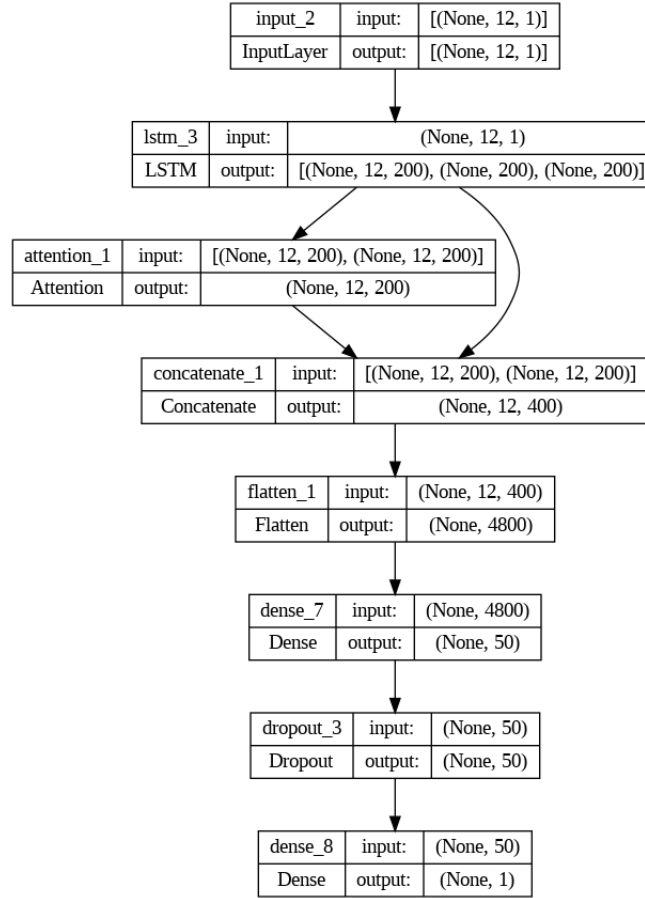 input_2 input: [(None, 12, 1)]
InputLayer output: [(None, 12, 1)]
lstm_3 input: (None, 12, 1)
LSTM output: [(None, 12, 200), (None, 200), (None, 200)]
attention_1 input: [(None, 12, 200), (None, 200)]
Attention output: (None, 12, 200)
concatenate_1 input: [(None, 12, 200), (None, 12, 200)]
Concatenate output: (None, 12, 400)
flatten_1 input: (None, 12, 400)
Flatten output: (None, 4800)
dense_7 input: (None, 4800)
Dense output: (None, 50)
dropout_3 input: (None, 50)
Dropout output: (None, 50)
dense_8 input: (None, 50)
Dense output: (None, 1)